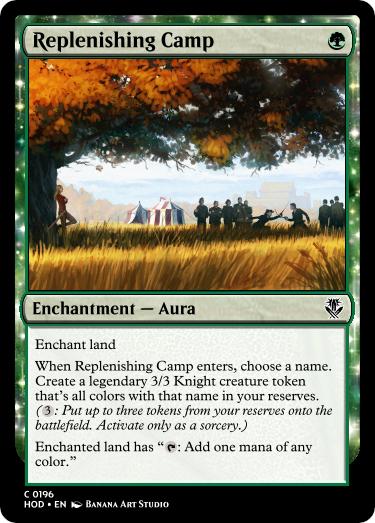 Replenishing Camp
Enchantment — Aura
Enchant land
When Replenishing Camp enters, choose a name.
Create a legendary 3/3 Knight creature token
that's all colors with that name in your reserves.
(3: Put up to three tokens from your reserves onto the
battlefield. Activate only as a sorcery.)
Enchanted land has “: Add one mana of any
color.”
C 0196
HOD • EN Banana Art Studio